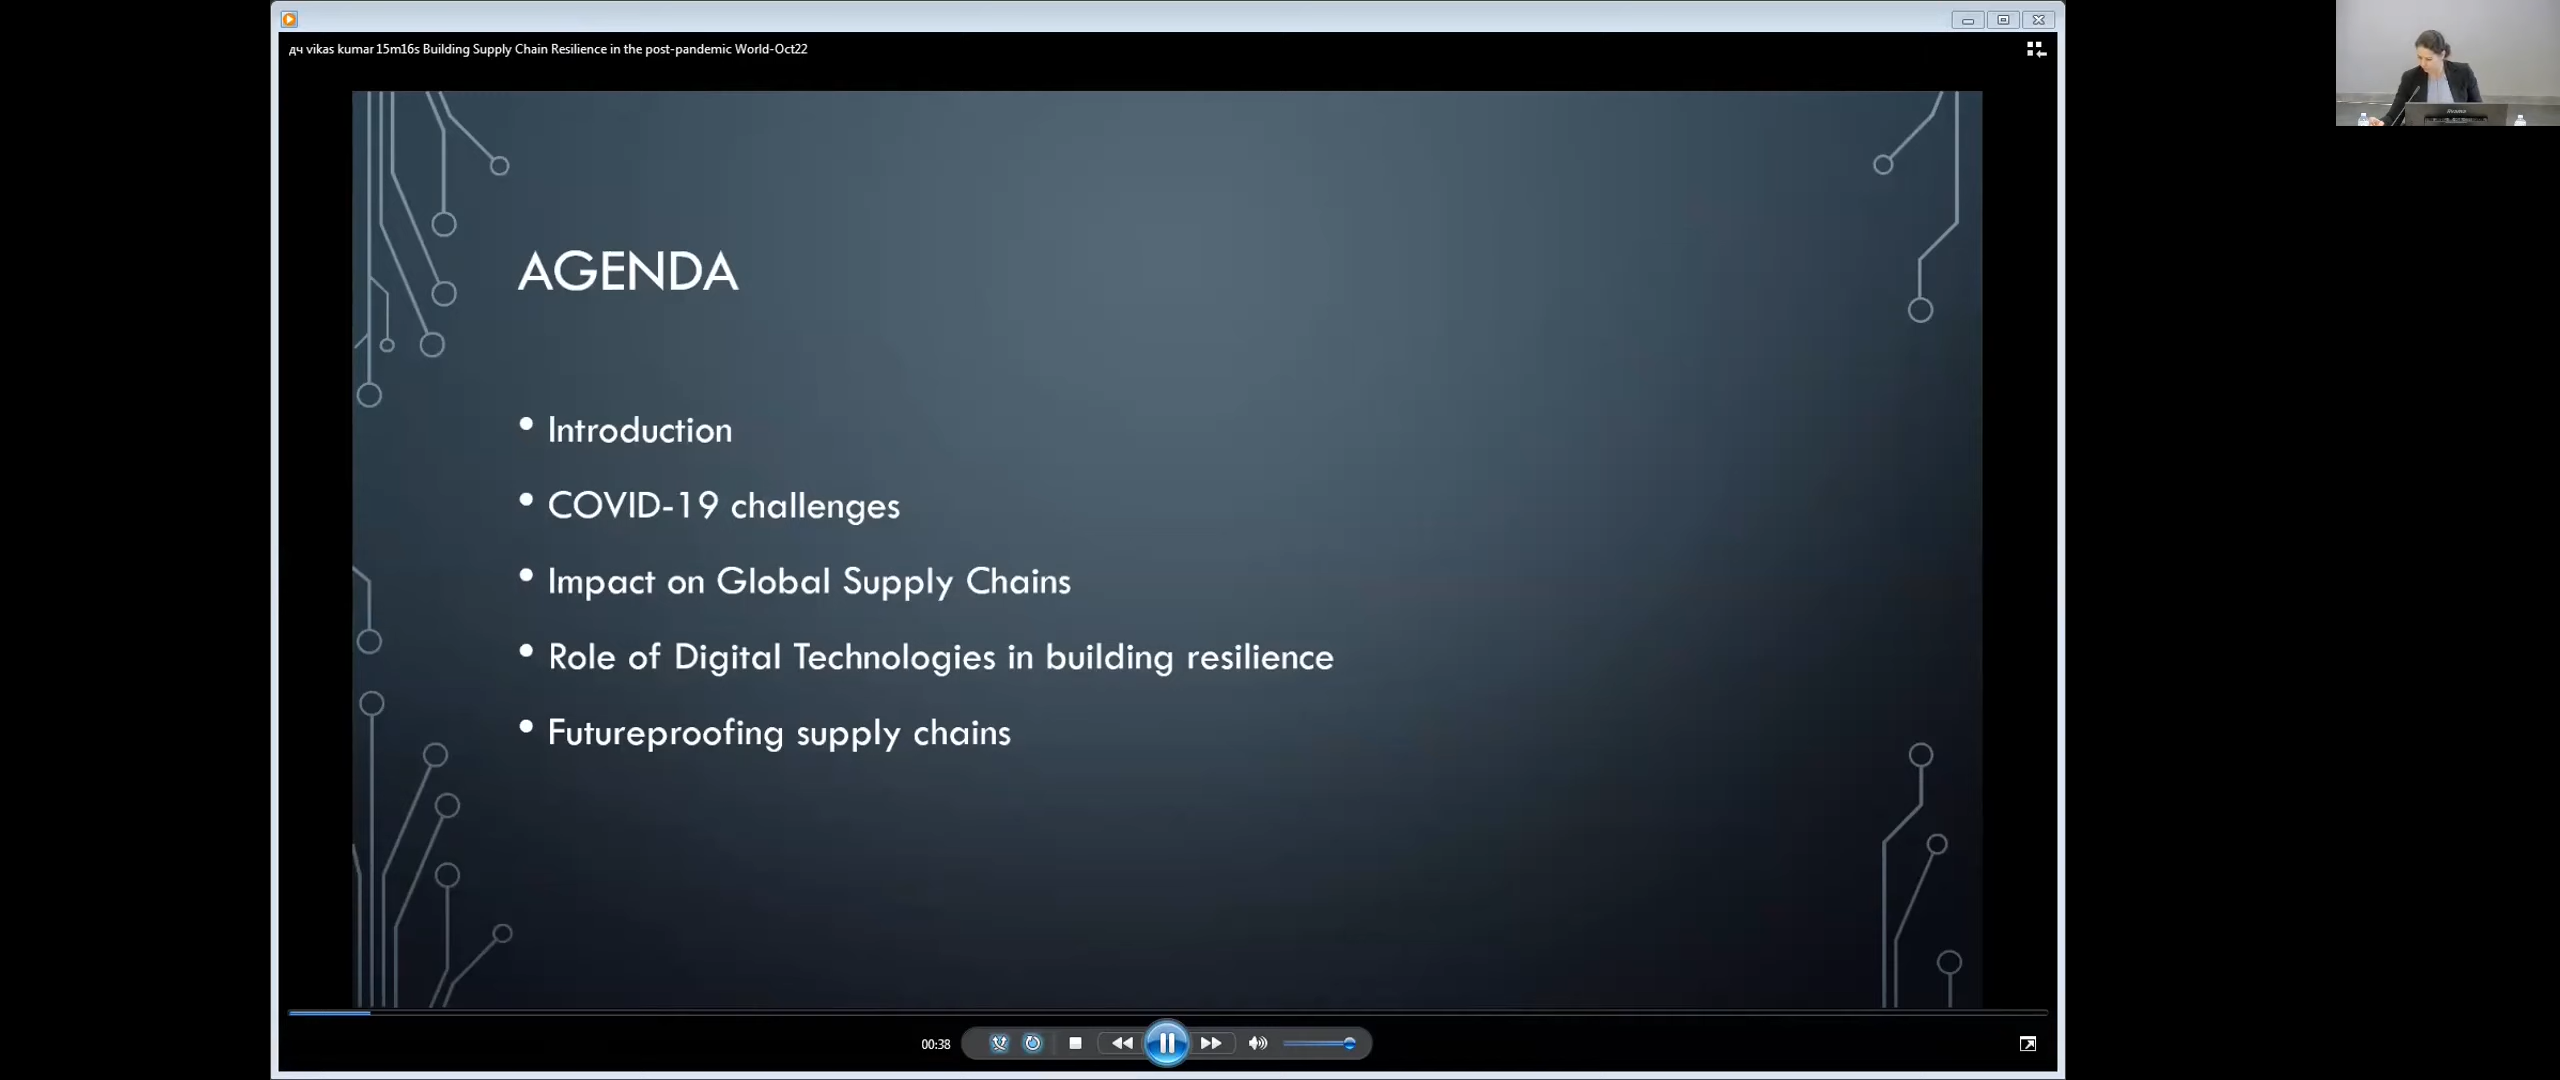 дч vikas kumar 15m16s Building Supply Chain Resilience in the post-pandemic World-Oct22
AGENDA
• Introduction
• COVID-19 challenges
• Impact on Global Supply Chains
• Role of Digital Technologies in building resilience
• Futureproofing supply chains
00:38